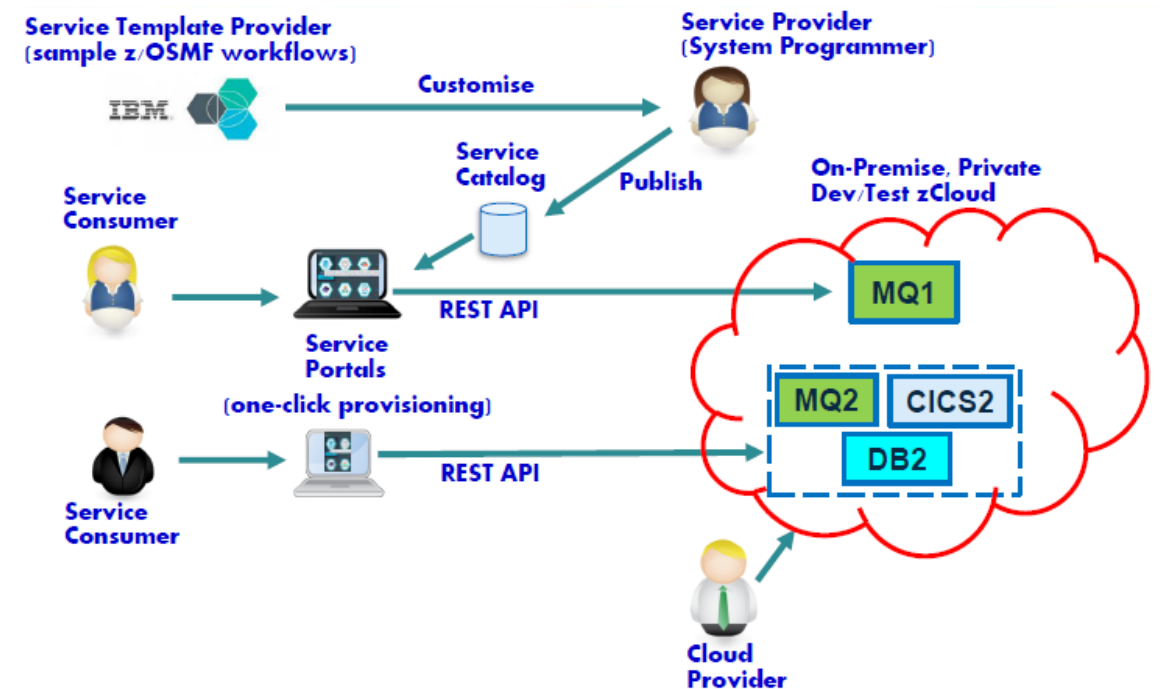 Service Template Provider
(sample z/OSMF workflows)
Service Provider
(System Programmer)
IBM.
Customise
Service
Catalog
Publish
On-Premise, Private
Dev/Test zCloud
Service
Consumer
MQ1
REST API
Service
Portals
(one-click provisioning)
MQ2
CICS2
DB2
REST API
Service
Consumer
Cloud
Provider